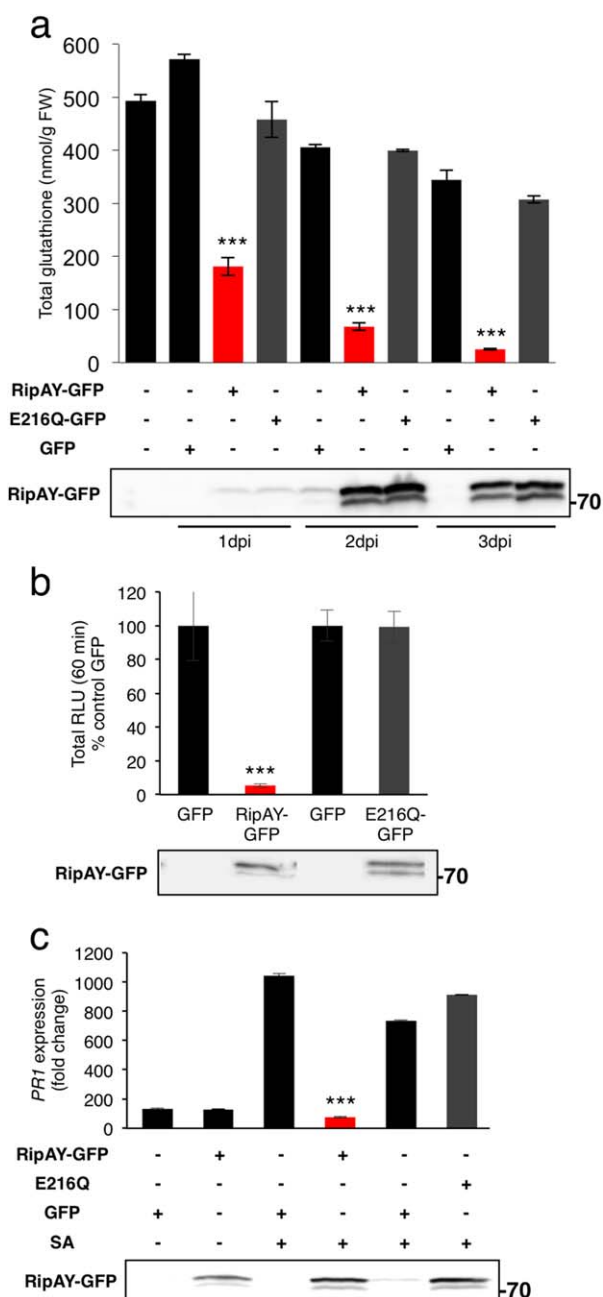 a
600
500
400
300
200
100
0
Total glutathione (nmol/g FW)
***
***
***
RipAY-GFP - - + - - + - - + -
E216Q-GFP - - - + - - + - - +
GFP - + - - + - - + - -
RipAY-GFP -70
1dpi 2dpi 3dpi
b
120
100
80
60
40
20
0
Total RLU (60 min)
% control GFP
***
GFP RipAY-GFP GFP E216Q-GFP
RipAY-GFP -70
c
1200
1000
800
600
400
200
0
PR1 expression
(fold change)
***
RipAY-GFP - + - + - -
E216Q - - - - - +
GFP + - + - + -
SA - - + + + +
RipAY-GFP -70